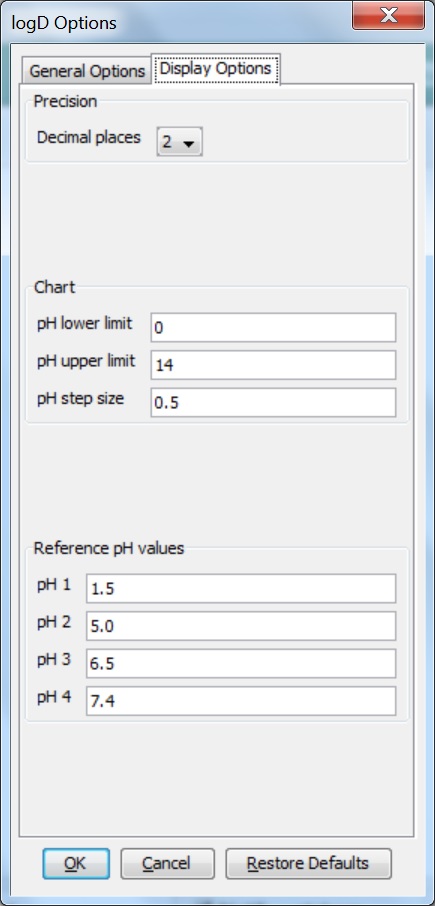 logD Options
General Options Display Options
Precision
Decimal places 2
Chart
pH lower limit 0
pH upper limit 14
pH step size 0.5
Reference pH values
pH 1 1.5
pH 2 5.0
pH 3 6.5
pH 4 7.4
OK Cancel Restore Defaults